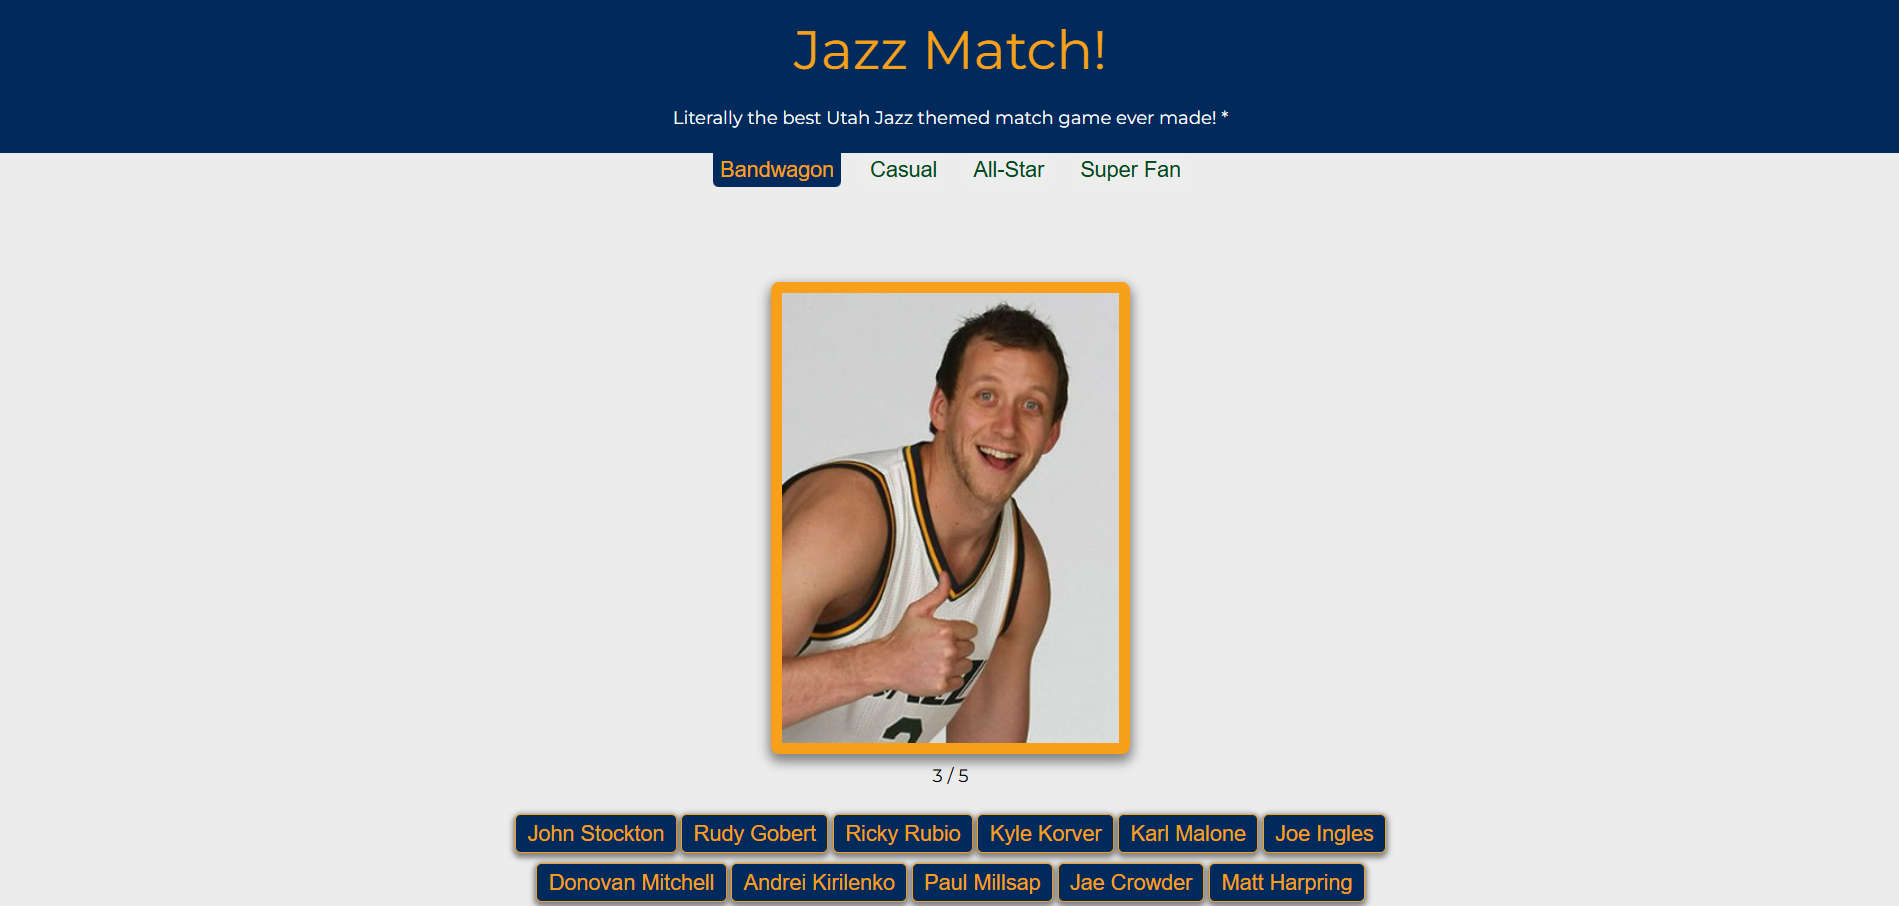 Jazz Match!
Literally the best Utah Jazz themed match game ever made! *
Bandwagon Casual All-Star Super Fan
3 / 5
John Stockton Rudy Gobert Ricky Rubio Kyle Korver Karl Malone Joe Ingles
Donovan Mitchell Andrei Kirilenko Paul Millsap Jae Crowder Matt Harpring